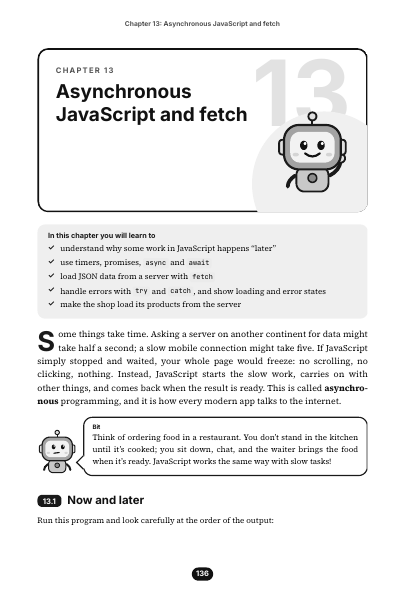 Chapter 13: Asynchronous JavaScript and fetch
CHAPTER 13
13
Asynchronous
JavaScript and fetch
In this chapter you will learn to
✓ understand why some work in JavaScript happens “later”
✓ use timers, promises, async and await
✓ load JSON data from a server with fetch
✓ handle errors with try and catch, and show loading and error states
✓ make the shop load its products from the server
Some things take time. Asking a server on another continent for data might
take half a second; a slow mobile connection might take five. If JavaScript
simply stopped and waited, your whole page would freeze: no scrolling, no
clicking, nothing. Instead, JavaScript starts the slow work, carries on with
other things, and comes back when the result is ready. This is called asynchro-
nous programming, and it is how every modern app talks to the internet.
Bit
Think of ordering food in a restaurant. You don’t stand in the kitchen
until it’s cooked; you sit down, chat, and the waiter brings the food
when it’s ready. JavaScript works the same way with slow tasks!
13.1 Now and later
Run this program and look carefully at the order of the output:
136